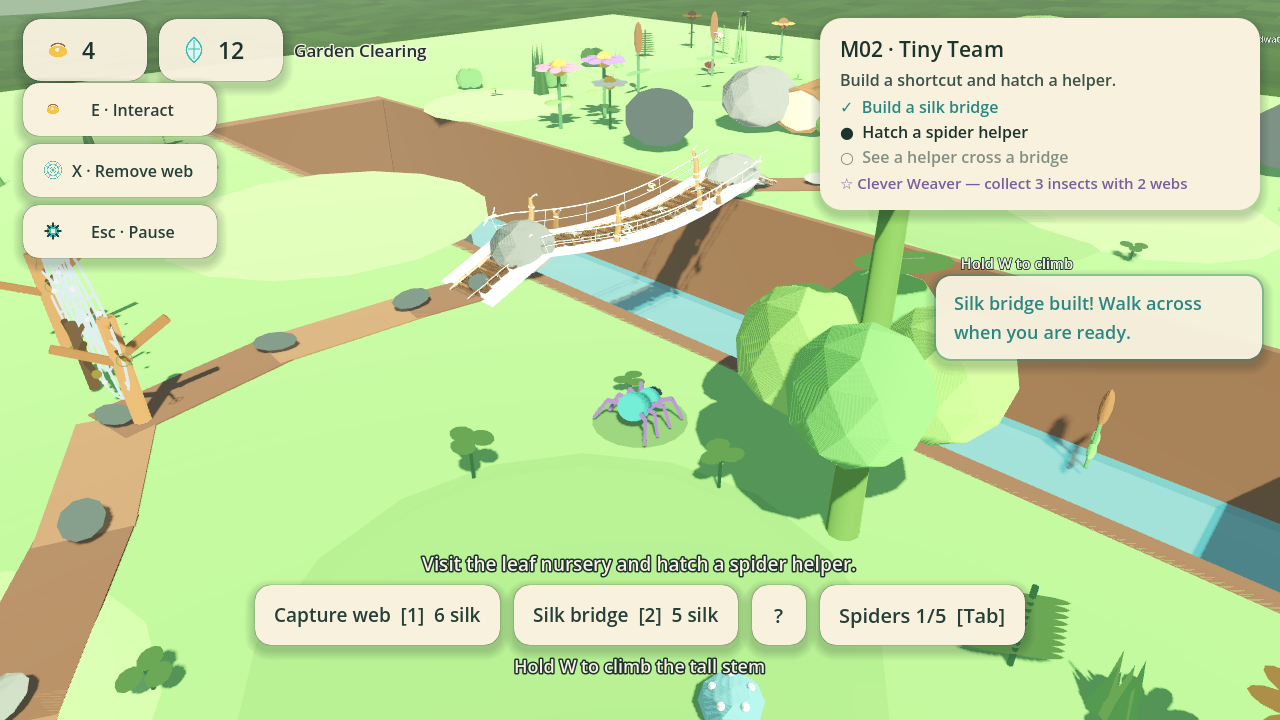 4
12
Garden Clearing
E · Interact
X · Remove web
Esc · Pause
M02 · Tiny Team
Build a shortcut and hatch a helper.
✓ Build a silk bridge
● Hatch a spider helper
○ See a helper cross a bridge
☆ Clever Weaver — collect 3 insects with 2 webs
Hold W to climb
Silk bridge built! Walk across
when you are ready.
Visit the leaf nursery and hatch a spider helper.
Capture web [1] 6 silk
Silk bridge [2] 5 silk
?
Spiders 1/5 [Tab]
Hold W to climb the tall stem